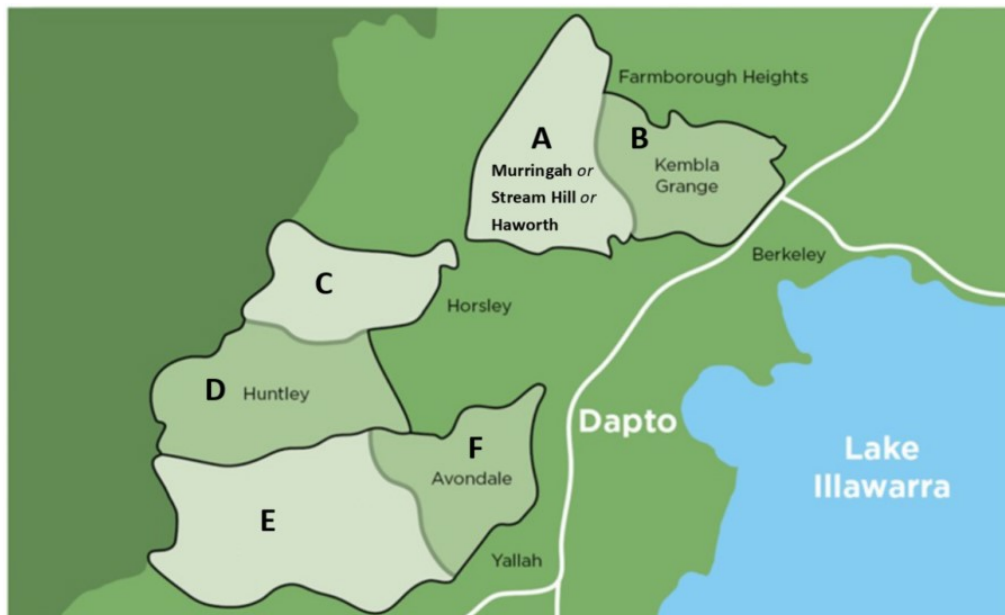 Farmborough Heights
A
B
Murringah or
Stream Hill or
Haworth
Kembla
Grange
Berkeley
C
Horsley
D
Huntley
Dapto
F
Avondale
Lake
Illawarra
E
Yallah